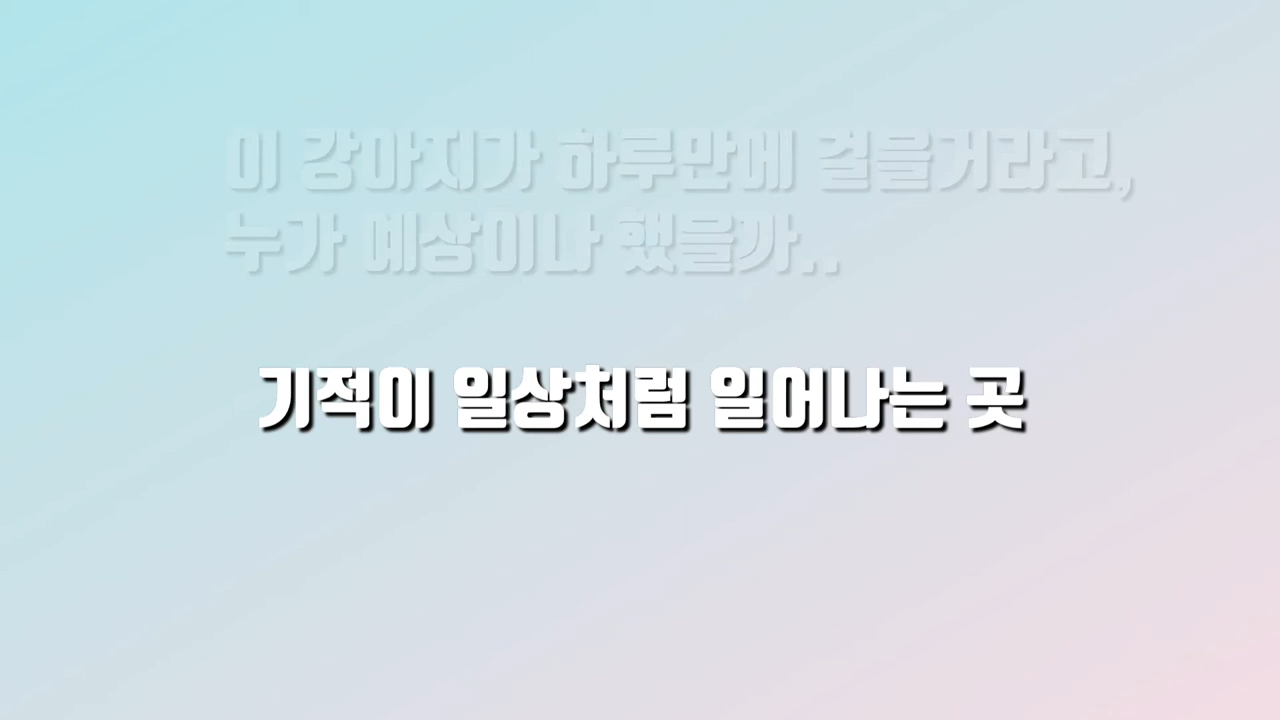 이 강아지가 하루만에 걸을거라고,
누가 예상이나 했을까..
기적이 일상처럼 일어나는 곳